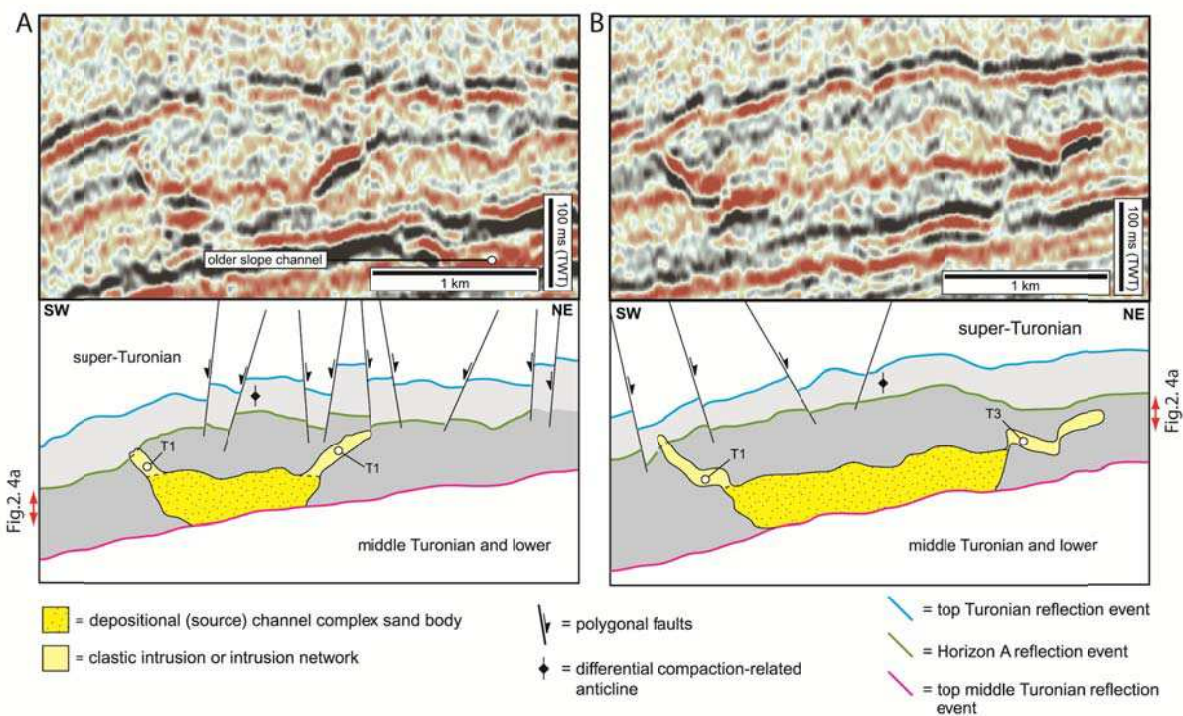 A
B
older slope channel
1 km
100 ms (TWT)
1 km
100 ms (TWT)
SW
NE
super-Turonian
T1
T1
middle Turonian and lower
Fig.2. 4a
SW
NE
super-Turonian
T1
T3
middle Turonian and lower
Fig.2. 4a
= depositional (source) channel complex sand body
= clastic intrusion or intrusion network
= polygonal faults
= differential compaction-related
anticline
= top Turonian reflection event
= Horizon A reflection event
= top middle Turonian reflection
event